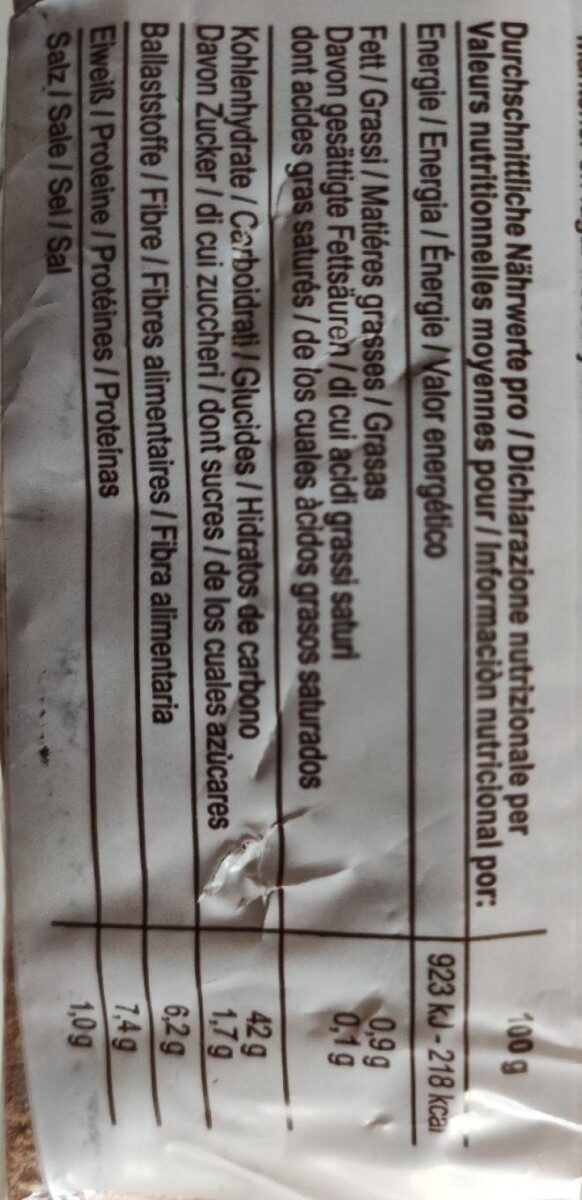 Durchschnittliche Nährwerte pro / Dichiarazione nutrizionale per
Valeurs nutritionnelles moyennes pour / Informaciòn nutricional por: 100 g
Energie / Energia / Énergie / Valor energético 923 kJ - 218 kcal
Fett / Grassi / Matiéres grasses / Grasas 0,9 g
Davon gesättigte Fettsäuren / di cui acidi grassi saturi 0,1 g
dont acides gras saturés / de los cuales àcidos grasos saturados
Kohlenhydrate / Carboidrati / Glucides / Hidratos de carbono 42 g
Davon Zucker / di cui zuccheri / dont sucres / de los cuales azùcares 1,7 g
Ballaststoffe / Fibre / Fibres alimentaires / Fibra alimentaria 6,2 g
Eiweiß / Proteine / Protéines / Proteínas 7,4 g
Salz / Sale / Sel / Sal 1,0 g